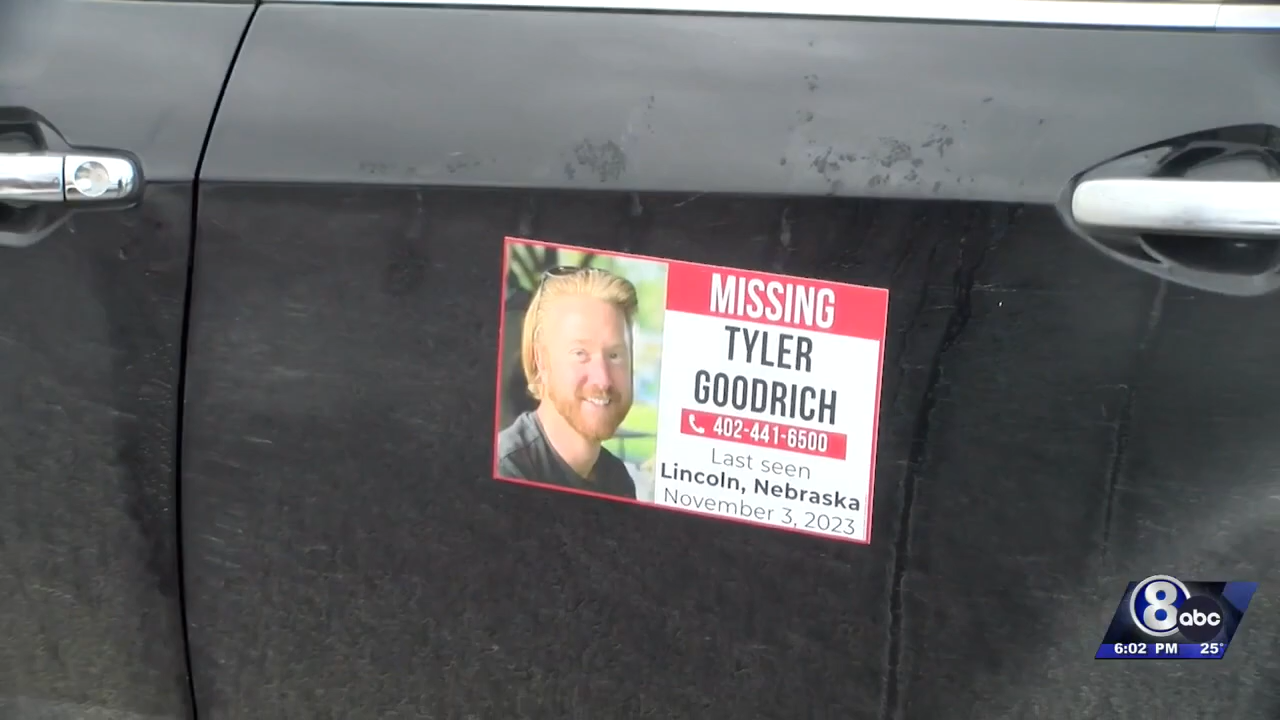 MISSING
TYLER
GOODRICH
402-441-6500
Last seen
Lincoln, Nebraska
November 3, 2023
8 abc
6:02 PM 25°